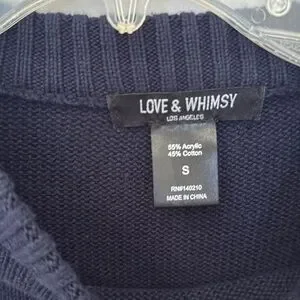 LOVE & WHIMSY
LOS ANGELES
55% Acrylic
45% Cotton
S
RN#140210
MADE IN CHINA